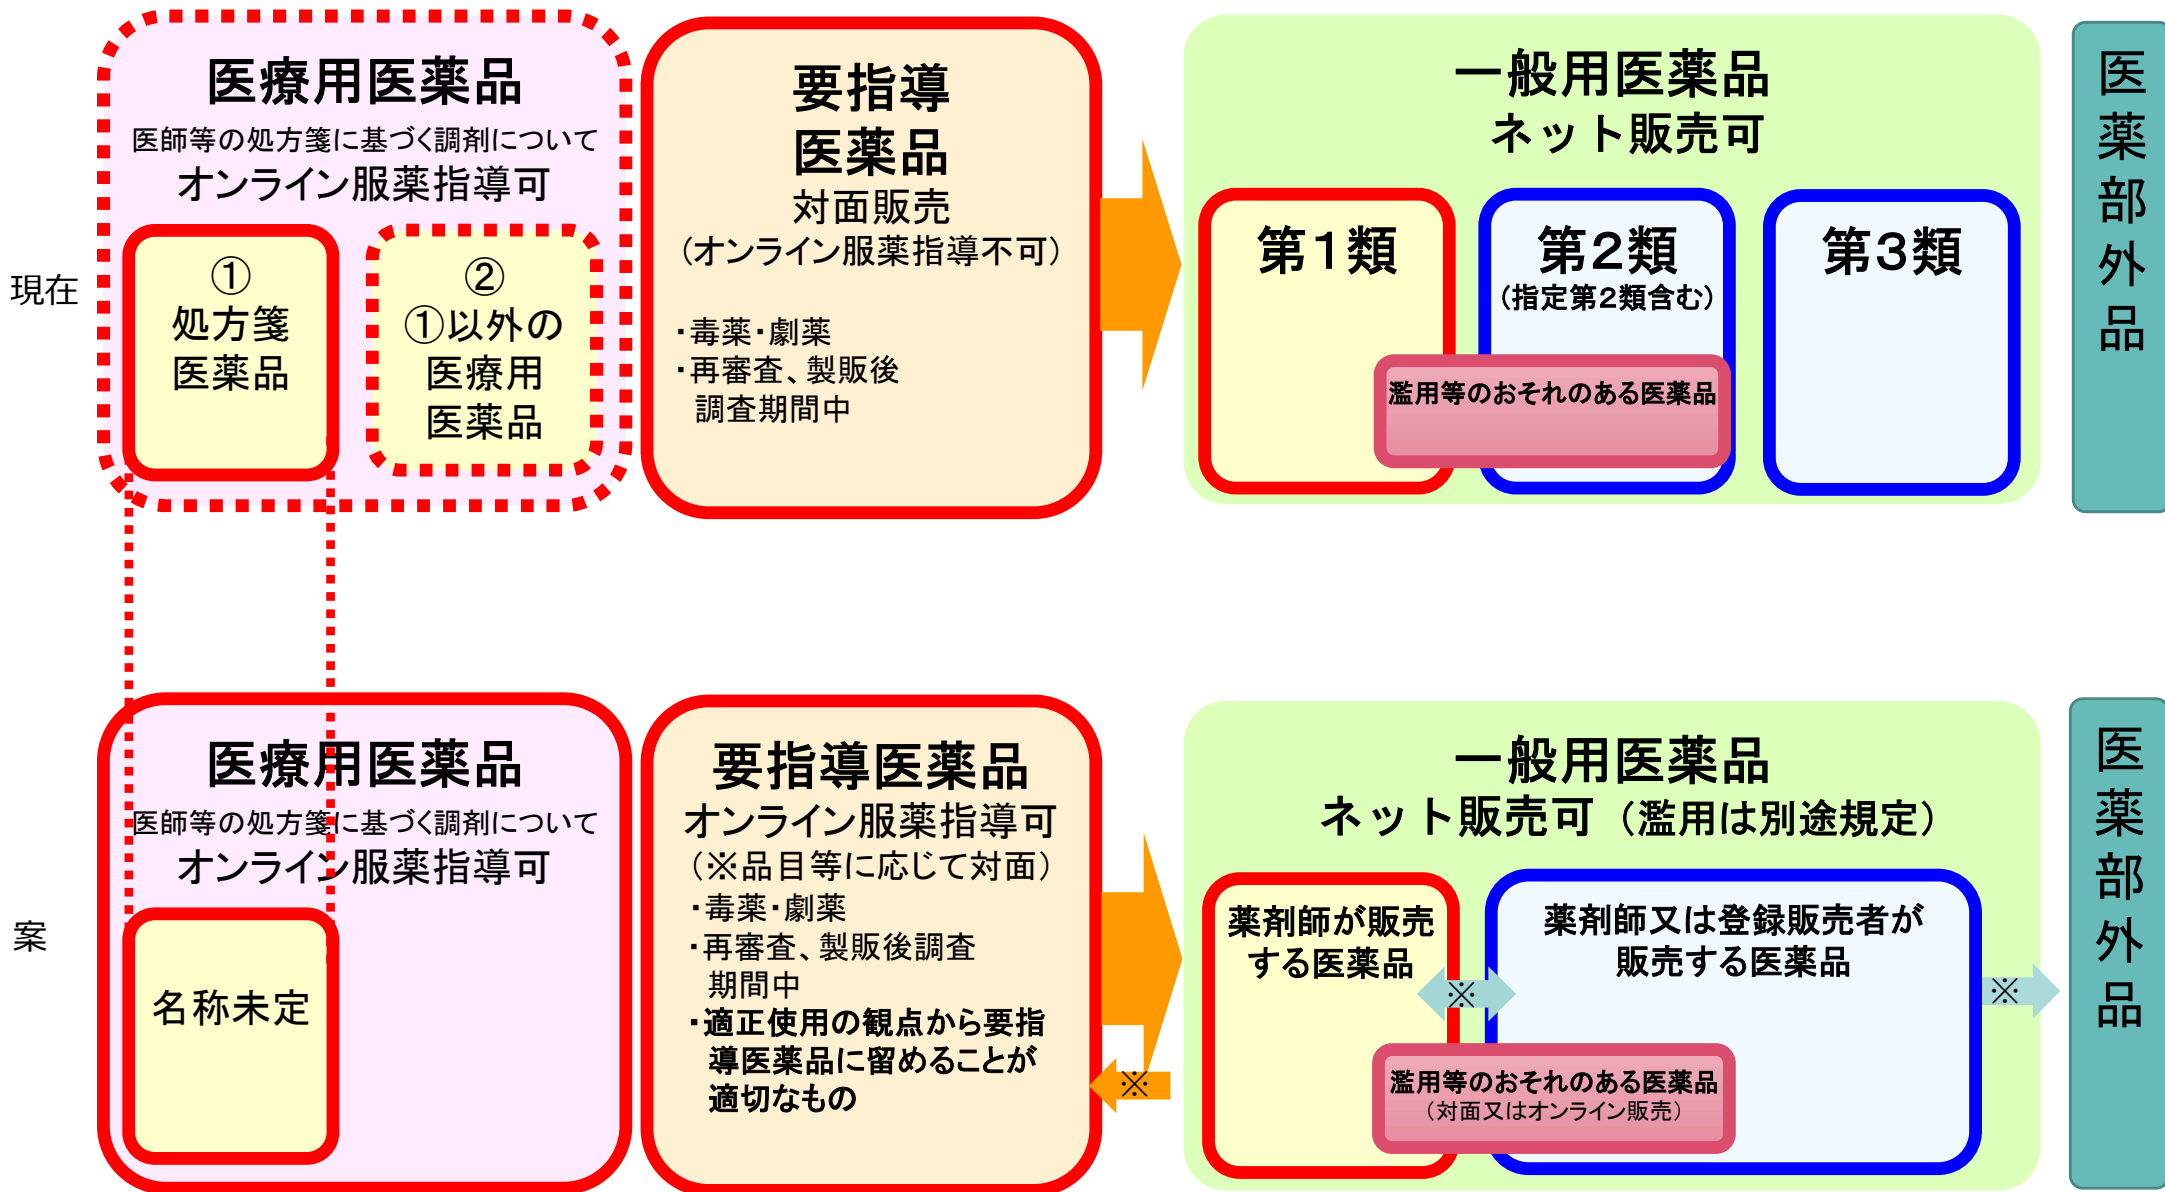 現在
医療用医薬品
医師等の処方箋に基づく調剤について
オンライン服薬指導可
①
処方箋
医薬品
②
①以外の
医療用
医薬品
要指導
医薬品
対面販売
（オンライン服薬指導不可）
・毒薬・劇薬
・再審査、製販後
調査期間中
一般用医薬品
ネット販売可
第１類
第２類
（指定第２類含む）
第３類
濫用等のおそれのある医薬品
医薬部外品
案
医療用医薬品
医師等の処方箋に基づく調剤について
オンライン服薬指導可
名称未定
要指導医薬品
オンライン服薬指導可
（※品目等に応じて対面）
・毒薬・劇薬
・再審査、製販後調査
期間中
・適正使用の観点から要指
導医薬品に留めることが
適切なもの
※
一般用医薬品
ネット販売可（濫用は別途規定）
薬剤師が販売
する医薬品
※
薬剤師又は登録販売者が
販売する医薬品
※
濫用等のおそれのある医薬品
（対面又はオンライン販売）
医薬部外品